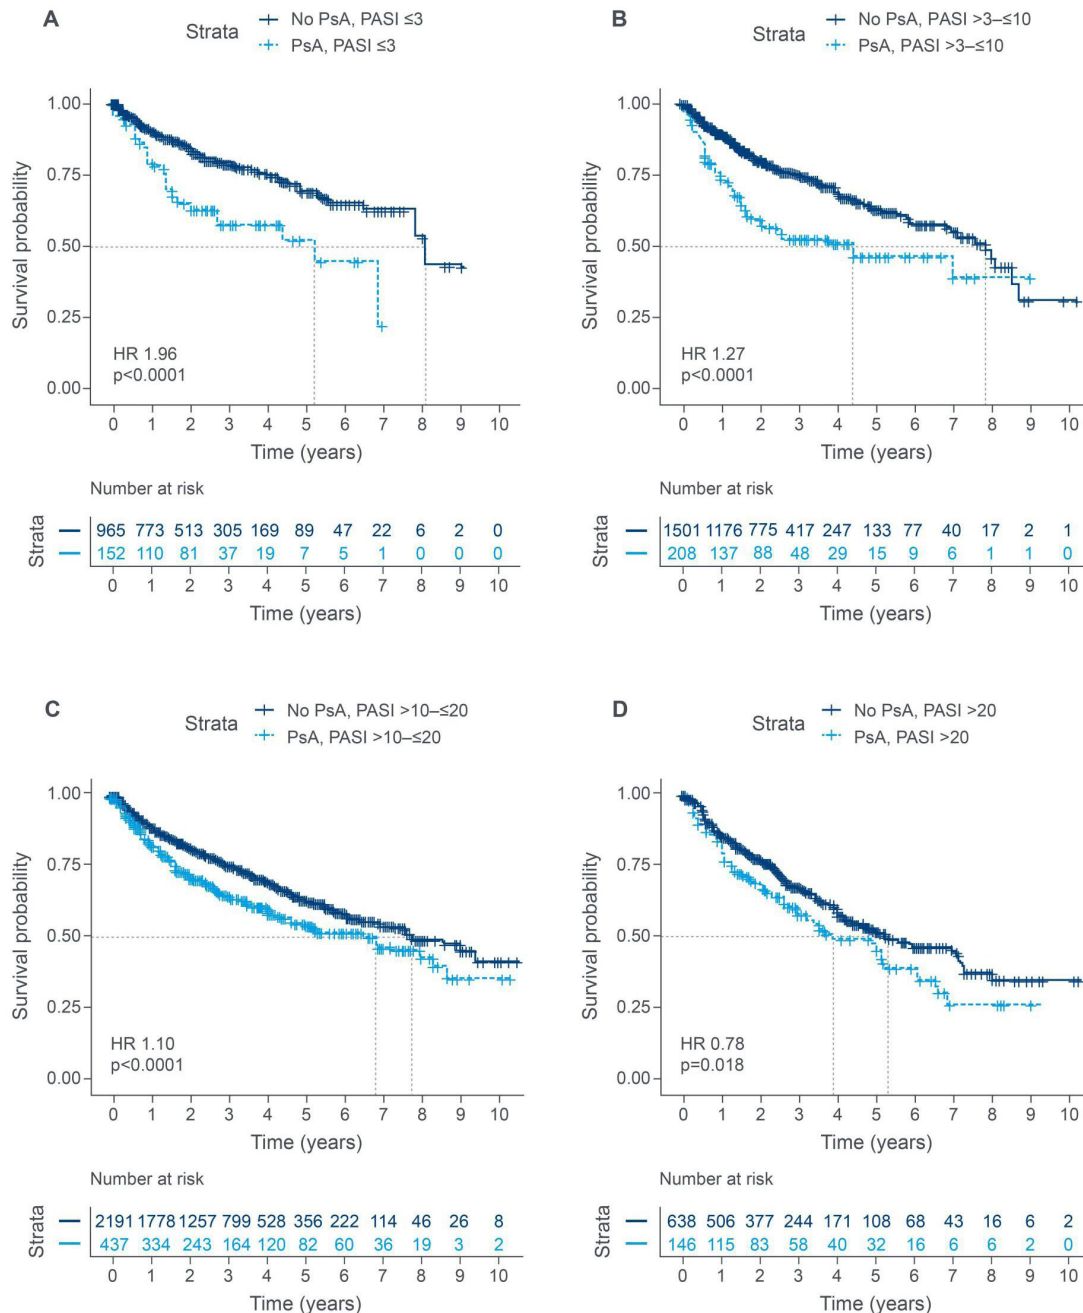 A
Strata
No PsA, PASI ≤3
PsA, PASI ≤3
Survival probability
1.00
0.75
0.50
0.25
0.00
HR 1.96
p<0.0001
0 1 2 3 4 5 6 7 8 9 10
Time (years)
Number at risk
Strata
965 773 513 305 169 89 47 22 6 2 0
152 110 81 37 19 7 5 1 0 0 0
0 1 2 3 4 5 6 7 8 9 10
Time (years)
B
Strata
No PsA, PASI >3–≤10
PsA, PASI >3–≤10
Survival probability
1.00
0.75
0.50
0.25
0.00
HR 1.27
p<0.0001
0 1 2 3 4 5 6 7 8 9 10
Time (years)
Number at risk
Strata
1501 1176 775 417 247 133 77 40 17 2 1
208 137 88 48 29 15 9 6 1 1 0
0 1 2 3 4 5 6 7 8 9 10
Time (years)
C
Strata
No PsA, PASI >10–≤20
PsA, PASI >10–≤20
Survival probability
1.00
0.75
0.50
0.25
0.00
HR 1.10
p<0.0001
0 1 2 3 4 5 6 7 8 9 10
Time (years)
Number at risk
Strata
2191 1778 1257 799 528 356 222 114 46 26 8
437 334 243 164 120 82 60 36 19 3 2
0 1 2 3 4 5 6 7 8 9 10
Time (years)
D
Strata
No PsA, PASI >20
PsA, PASI >20
Survival probability
1.00
0.75
0.50
0.25
0.00
HR 0.78
p=0.018
0 1 2 3 4 5 6 7 8 9 10
Time (years)
Number at risk
Strata
638 506 377 244 171 108 68 43 16 6 2
146 115 83 58 40 32 16 6 6 2 0
0 1 2 3 4 5 6 7 8 9 10
Time (years)